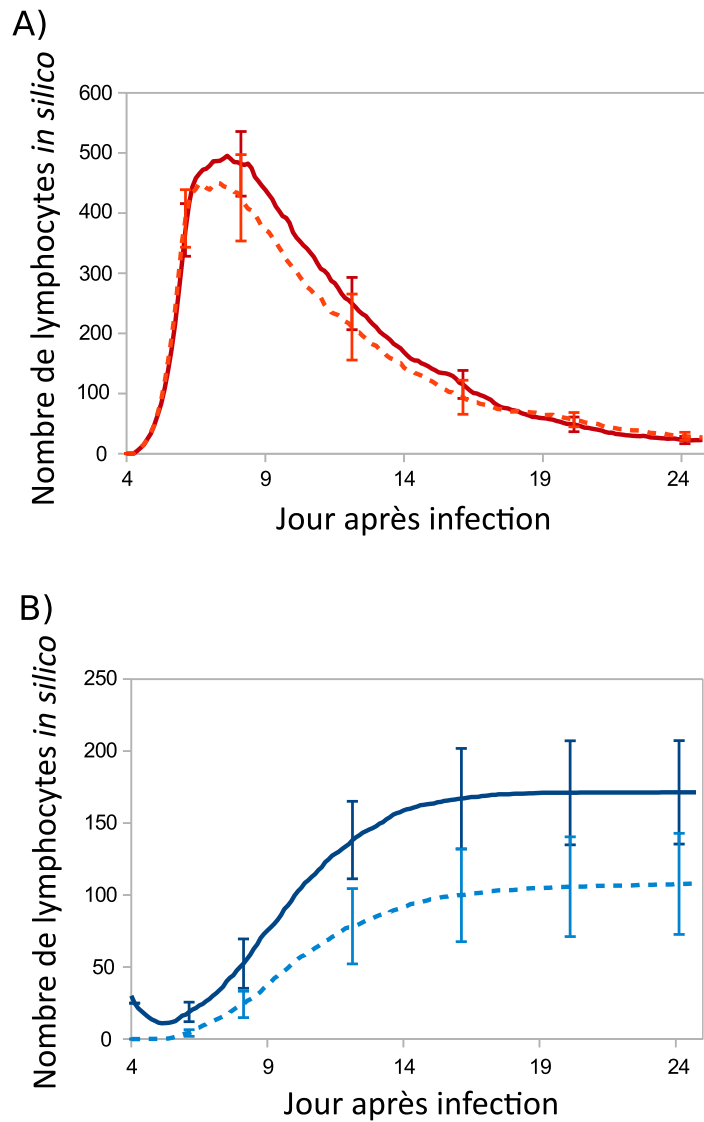 A)
Nombre de lymphocytes in silico
600
500
400
300
200
100
0
4 9 14 19 24
Jour après infection
B)
Nombre de lymphocytes in silico
250
200
150
100
50
0
4 9 14 19 24
Jour après infection